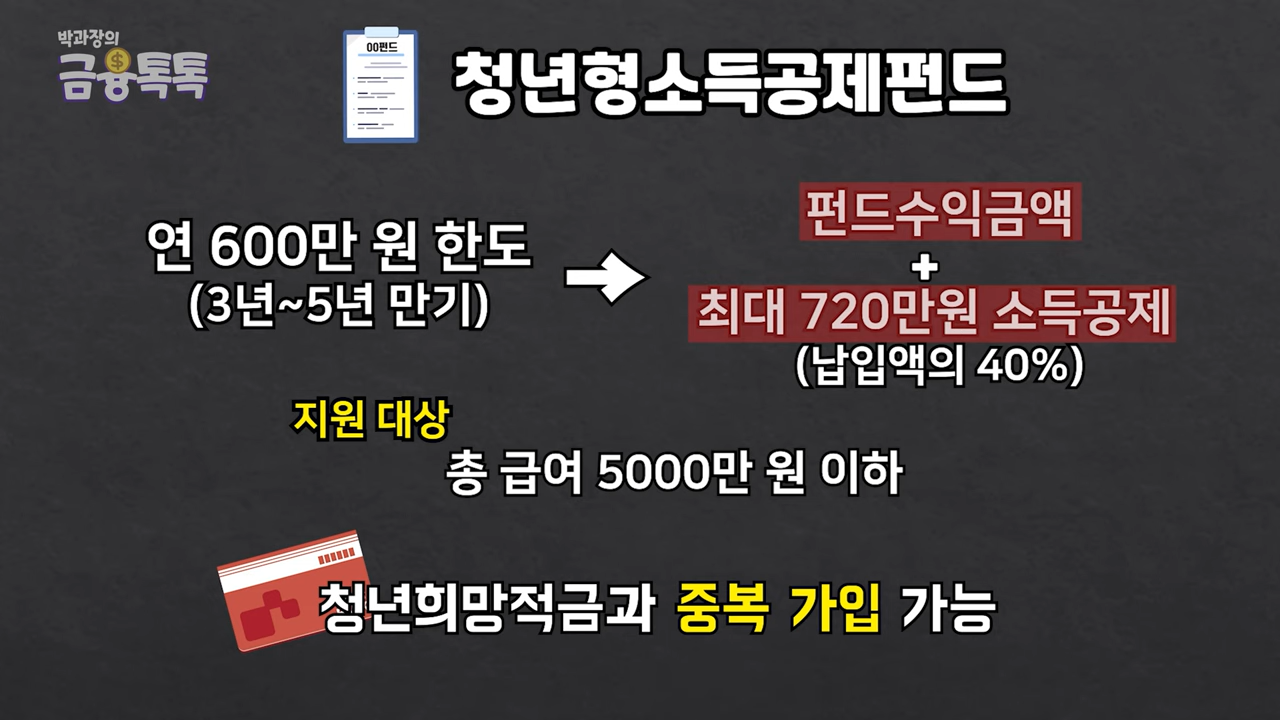 박과장의
금융톡톡
OO펀드
청년형소득공제펀드
연 600만 원 한도
(3년~5년 만기)
펀드수익금액
+
최대 720만원 소득공제
(납입액의 40%)
지원 대상
총 급여 5000만 원 이하
청년희망적금과 중복 가입 가능